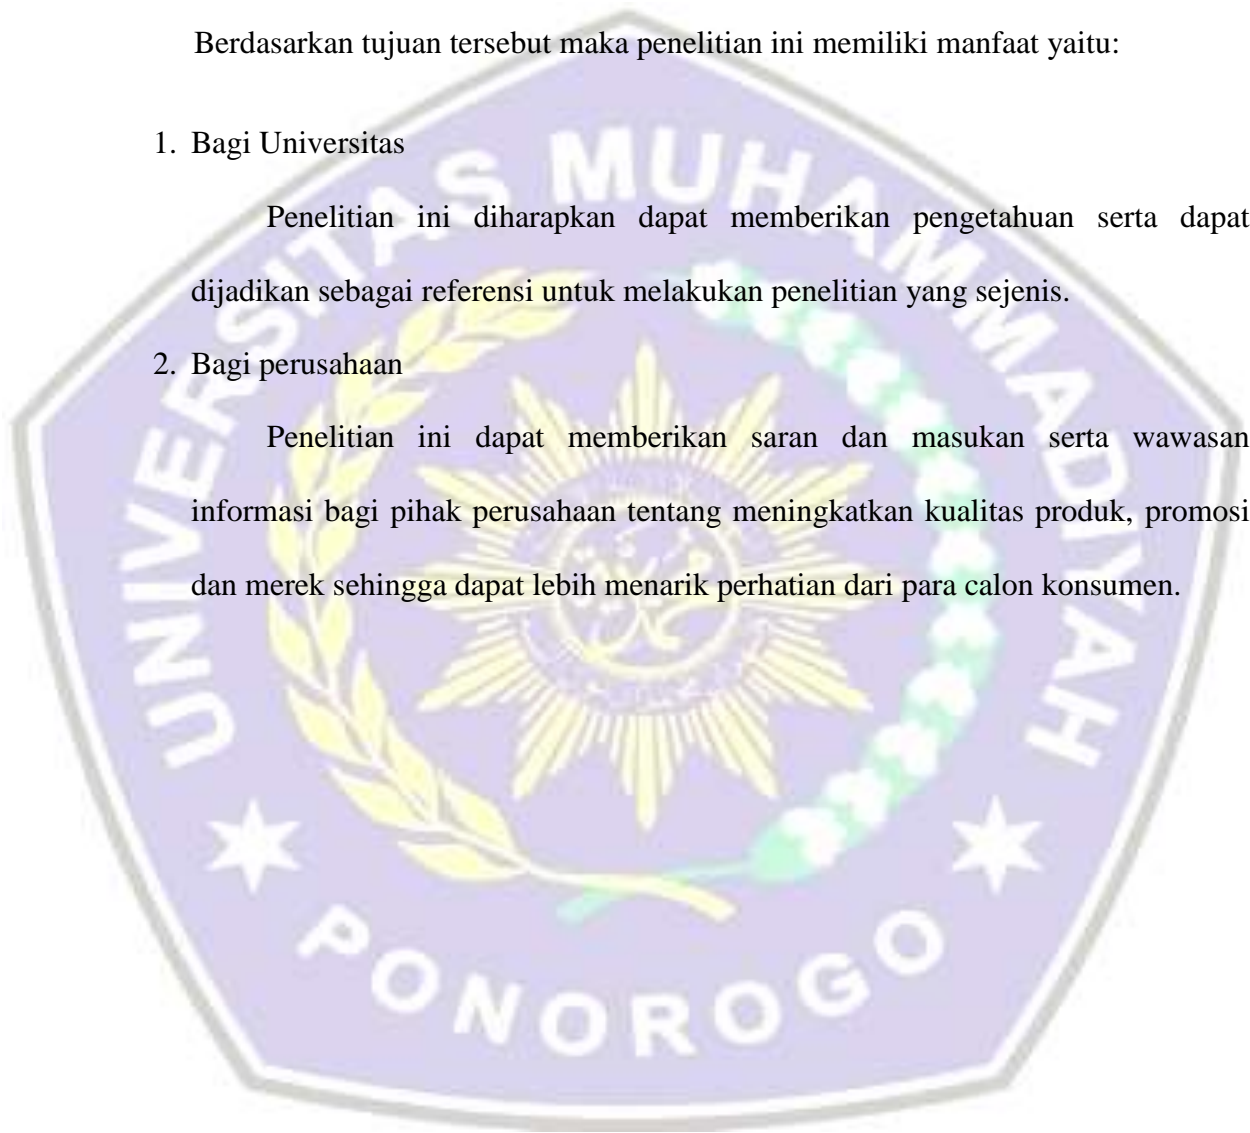 Berdasarkan tujuan tersebut maka penelitian ini memiliki manfaat yaitu:
1. Bagi Universitas
Penelitian ini diharapkan dapat memberikan pengetahuan serta dapat
dijadikan sebagai referensi untuk melakukan penelitian yang sejenis.
2. Bagi perusahaan
Penelitian ini dapat memberikan saran dan masukan serta wawasan
informasi bagi pihak perusahaan tentang meningkatkan kualitas produk, promosi
dan merek sehingga dapat lebih menarik perhatian dari para calon konsumen.
UNIVERSITAS MUHAMMADIYAH
PONOROGO